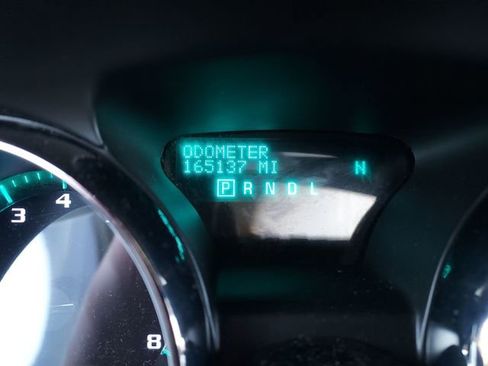 ODOMETER
165137 MI N
P R N D L
3 4
8